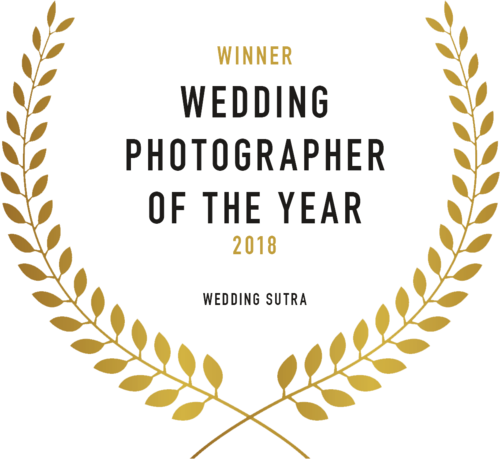 WINNER
WEDDING
PHOTOGRAPHER
OF THE YEAR
2018
WEDDING SUTRA